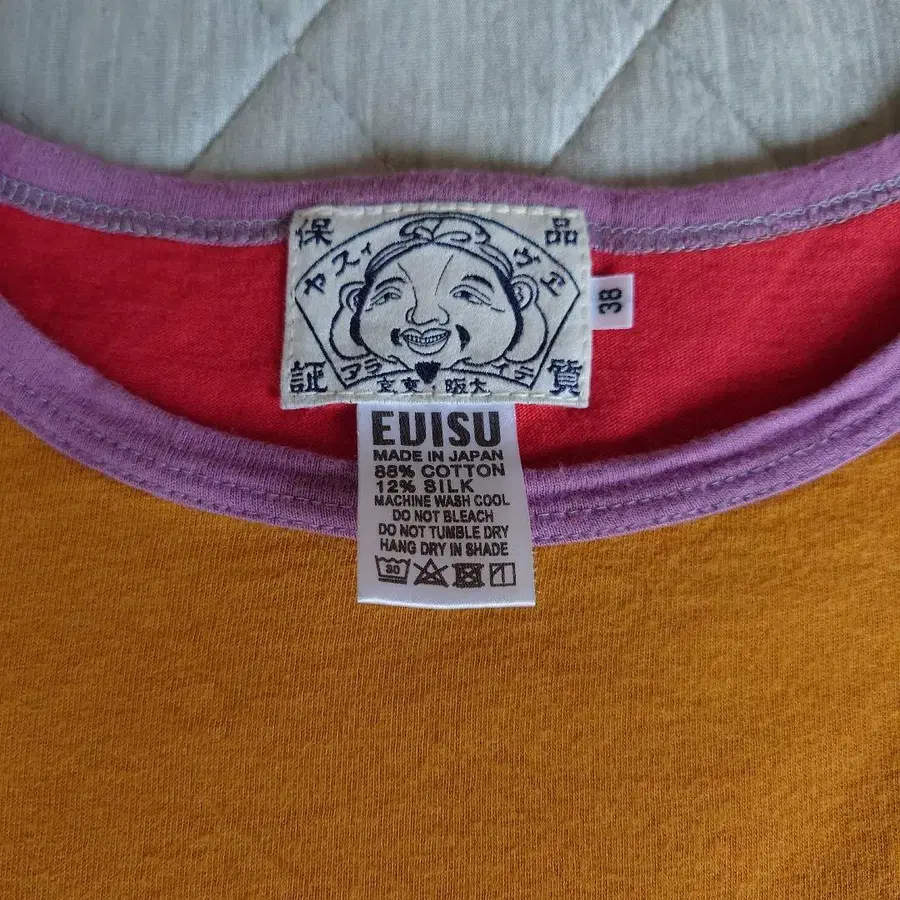 品質保証
ヱヴィスヤ
テイラア
大阪・東京
38
EVISU
MADE IN JAPAN
88% COTTON
12% SILK
MACHINE WASH COOL
DO NOT BLEACH
DO NOT TUMBLE DRY
HANG DRY IN SHADE
30